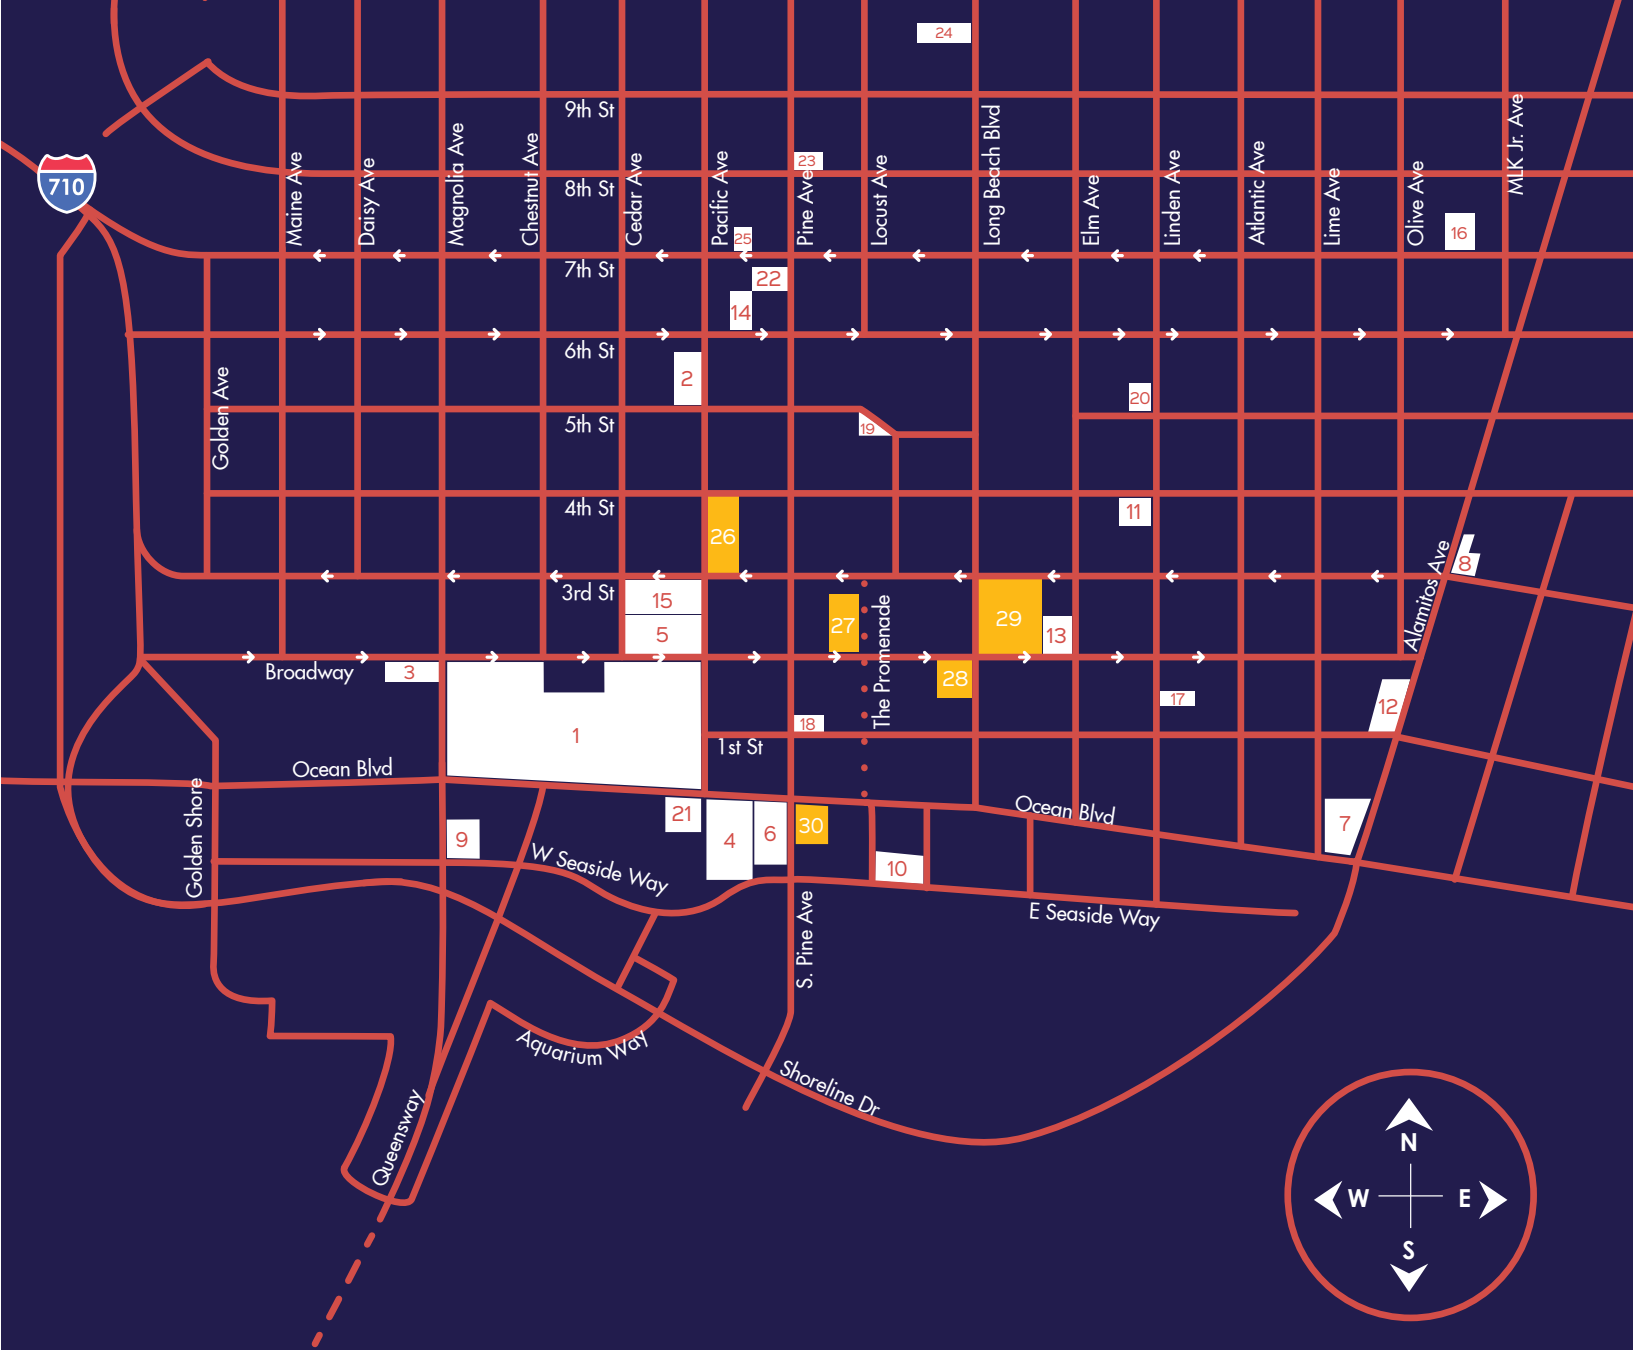 24
9th St
Maine Ave
Daisy Ave
Magnolia Ave
Chestnut Ave
Cedar Ave
Pacific Ave
Pine Ave
Locust Ave
Long Beach Blvd
Elm Ave
Linden Ave
Atlantic Ave
Lime Ave
Olive Ave
MLK Jr. Ave
23
710
8th St
25
16
7th St
22
14
6th St
2
Golden Ave
20
5th St
19
4th St
11
26
Alamitos Ave
8
3rd St
15
5
27
The Promenade
29
13
Broadway
3
28
17
12
1
18
1st St
Ocean Blvd
Golden Shore
21
4
6
30
Ocean Blvd
7
9
W Seaside Way
10
E Seaside Way
S. Pine Ave
Aquarium Way
Shoreline Dr
Queensway
N
W
E
S